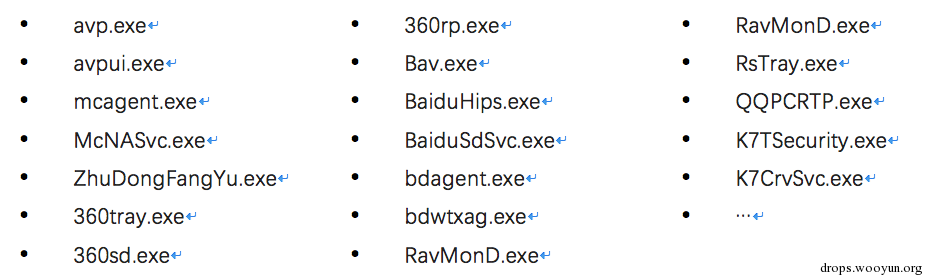 avp.exe
avpui.exe
mcagent.exe
McNASvc.exe
ZhuDongFangYu.exe
360tray.exe
360sd.exe
360rp.exe
Bav.exe
BaiduHips.exe
BaiduSdSvc.exe
bdagent.exe
bdwtxag.exe
RavMonD.exe
RavMonD.exe
RsTray.exe
QQPCRTP.exe
K7TSecurity.exe
K7CrvSvc.exe
…
drops.wooyun.org